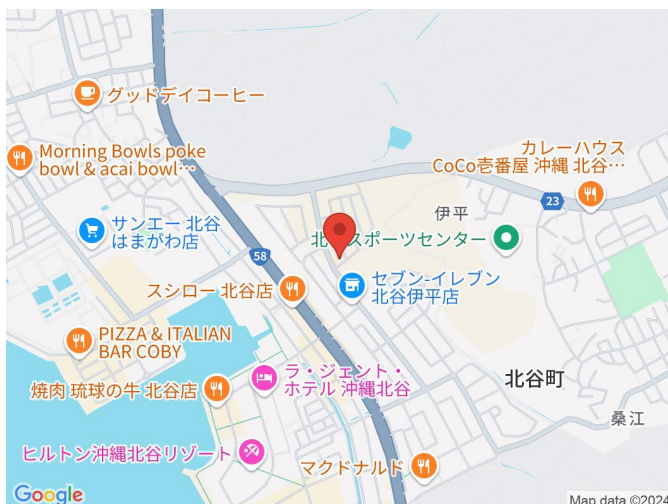 グッドデイコーヒー
Morning Bowls poke
bowl & acai bowl…
カレーハウス
CoCo壱番屋 沖縄 北谷…
23
伊平
サンエー 北谷
はまがわ店
北
スポーツセンター
58
スシロー 北谷店
セブン-イレブン
北谷伊平店
PIZZA & ITALIAN
BAR COBY
ラ・ジェント・
ホテル 沖縄北谷
焼肉 琉球の牛 北谷店
北谷町
桑江
ヒルトン沖縄北谷リゾート
マクドナルド
Google
Map data ©2024